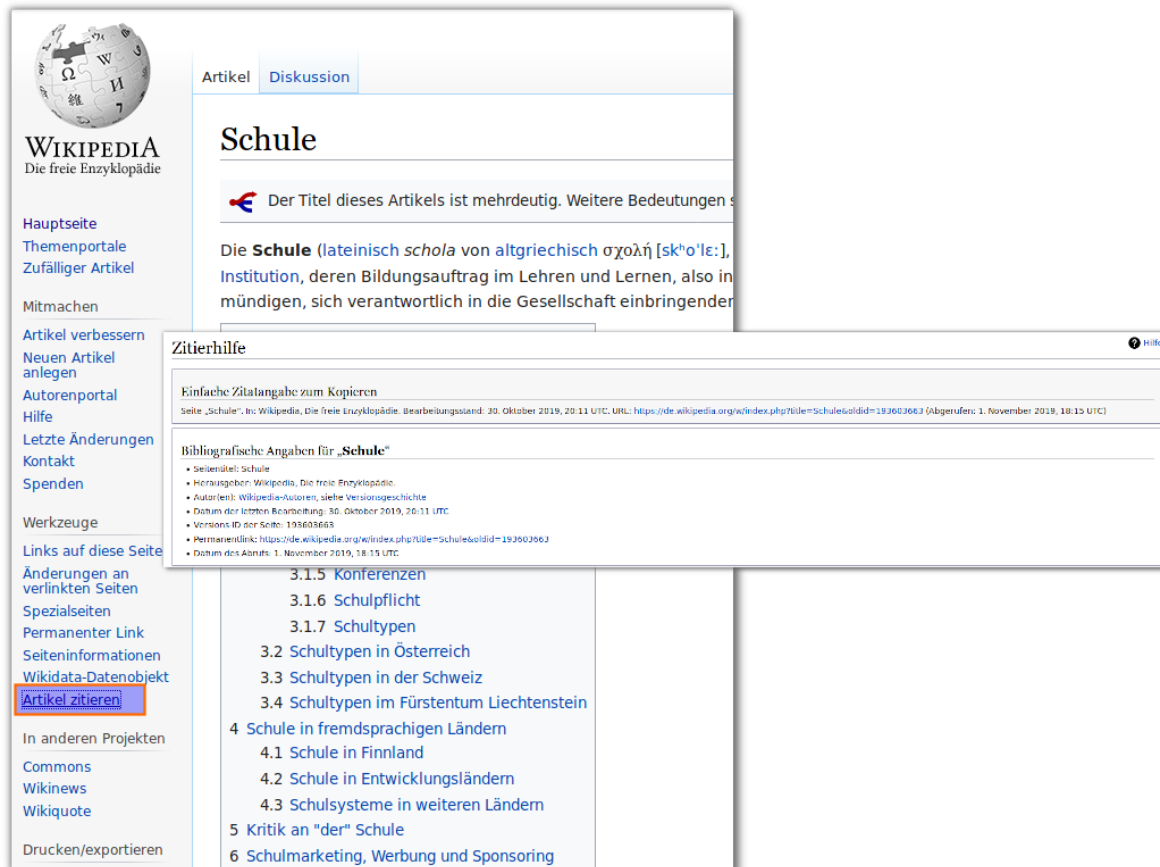 WIKIPEDIA
Die freie Enzyklopädie
Hauptseite
Themenportale
Zufälliger Artikel
Mitmachen
Artikel verbessern
Neuen Artikel
anlegen
Autorenportal
Hilfe
Letzte Änderungen
Kontakt
Spenden
Werkzeuge
Links auf diese Seite
Änderungen an
verlinkten Seiten
Spezialseiten
Permanenter Link
Seiteninformationen
Wikidata-Datenobjekt
Artikel zitieren
In anderen Projekten
Commons
Wikinews
Wikiquote
Drucken/exportieren
Artikel Diskussion
Schule
Der Titel dieses Artikels ist mehrdeutig. Weitere Bedeutungen s
Die Schule (lateinisch schola von altgriechisch σχολή [skʰoˈlɛː],
Institution, deren Bildungsauftrag im Lehren und Lernen, also in
mündigen, sich verantwortlich in die Gesellschaft einbringender
Zitierhilfe
Hilfe
Einfache Zitatangabe zum Kopieren
Seite „Schule“. In: Wikipedia, Die freie Enzyklopädie. Bearbeitungsstand: 30. Oktober 2019, 20:11 UTC. URL: https://de.wikipedia.org/w/index.php?title=Schule&oldid=193603663 (Abgerufen: 1. November 2019, 18:15 UTC)
Bibliografische Angaben für „Schule“
• Seitentitel: Schule
• Herausgeber: Wikipedia, Die freie Enzyklopädie.
• Autor(en): Wikipedia-Autoren, siehe Versionsgeschichte
• Datum der letzten Bearbeitung: 30. Oktober 2019, 20:11 UTC
• Versions-ID der Seite: 193603663
• Permanentlink: https://de.wikipedia.org/w/index.php?title=Schule&oldid=193603663
• Datum des Abrufs: 1. November 2019, 18:15 UTC
3.1.5 Konferenzen
3.1.6 Schulpflicht
3.1.7 Schultypen
3.2 Schultypen in Österreich
3.3 Schultypen in der Schweiz
3.4 Schultypen im Fürstentum Liechtenstein
4 Schule in fremdsprachigen Ländern
4.1 Schule in Finnland
4.2 Schule in Entwicklungsländern
4.3 Schulsysteme in weiteren Ländern
5 Kritik an "der" Schule
6 Schulmarketing, Werbung und Sponsoring